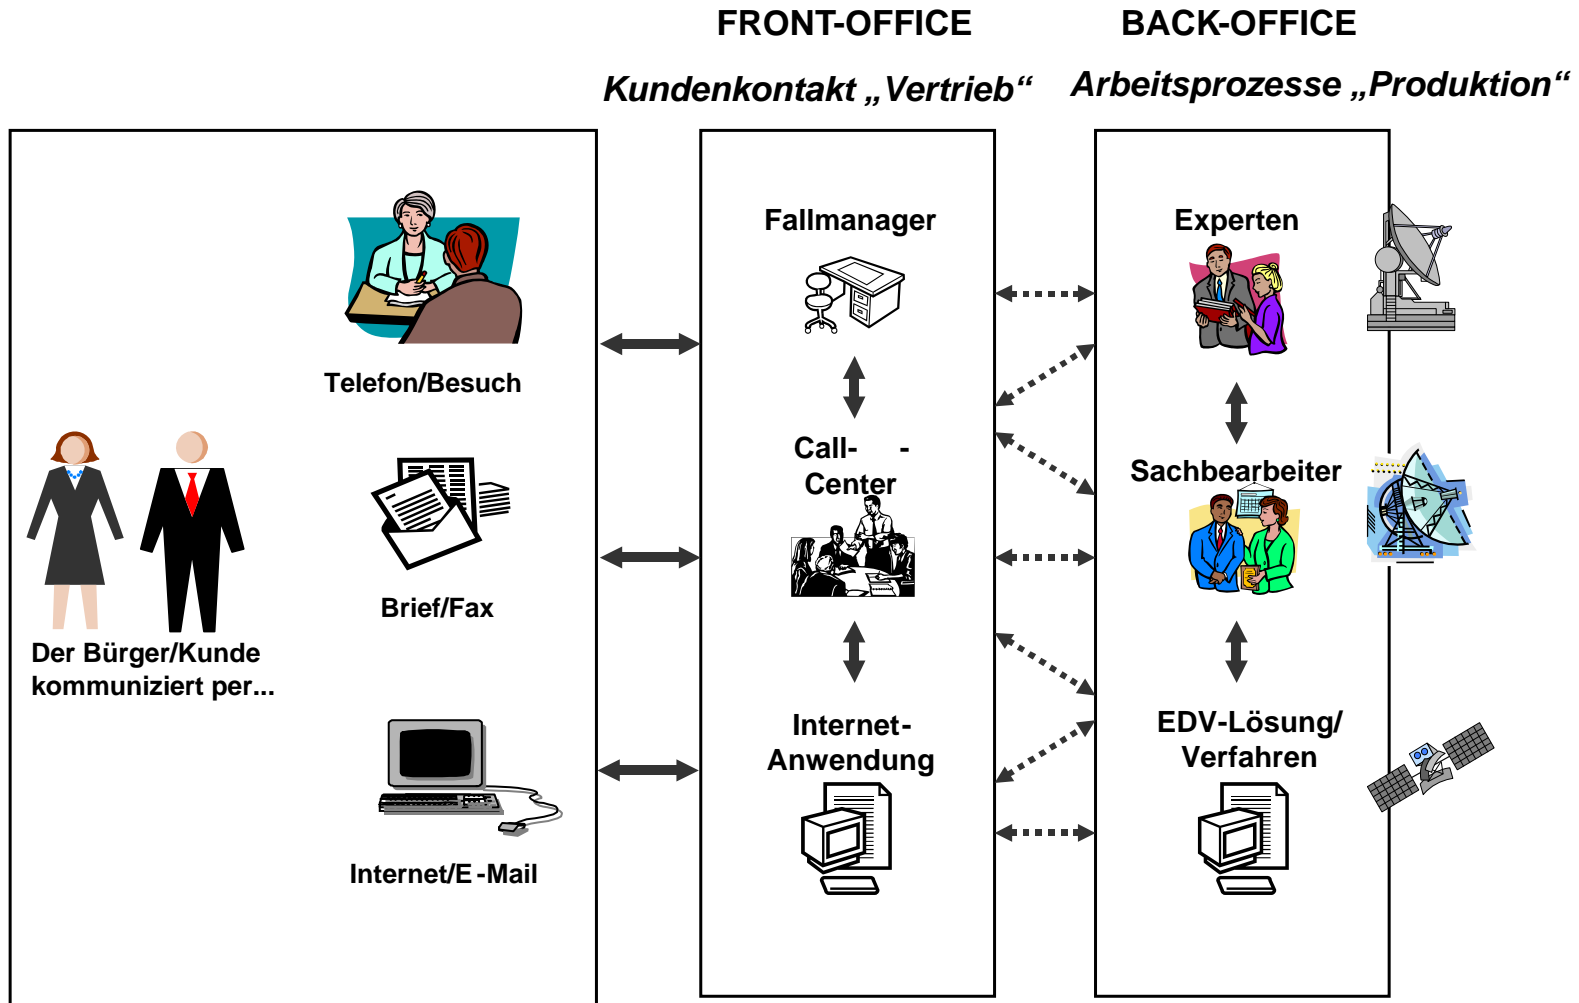 FRONT-OFFICE
Kundenkontakt „Vertrieb“
BACK-OFFICE
Arbeitsprozesse „Produktion“
Telefon/Besuch
Brief/Fax
Der Bürger/Kunde
kommuniziert per...
Internet/E-Mail
Fallmanager
Call- -
Center
Internet-
Anwendung
Experten
Sachbearbeiter
EDV-Lösung/
Verfahren